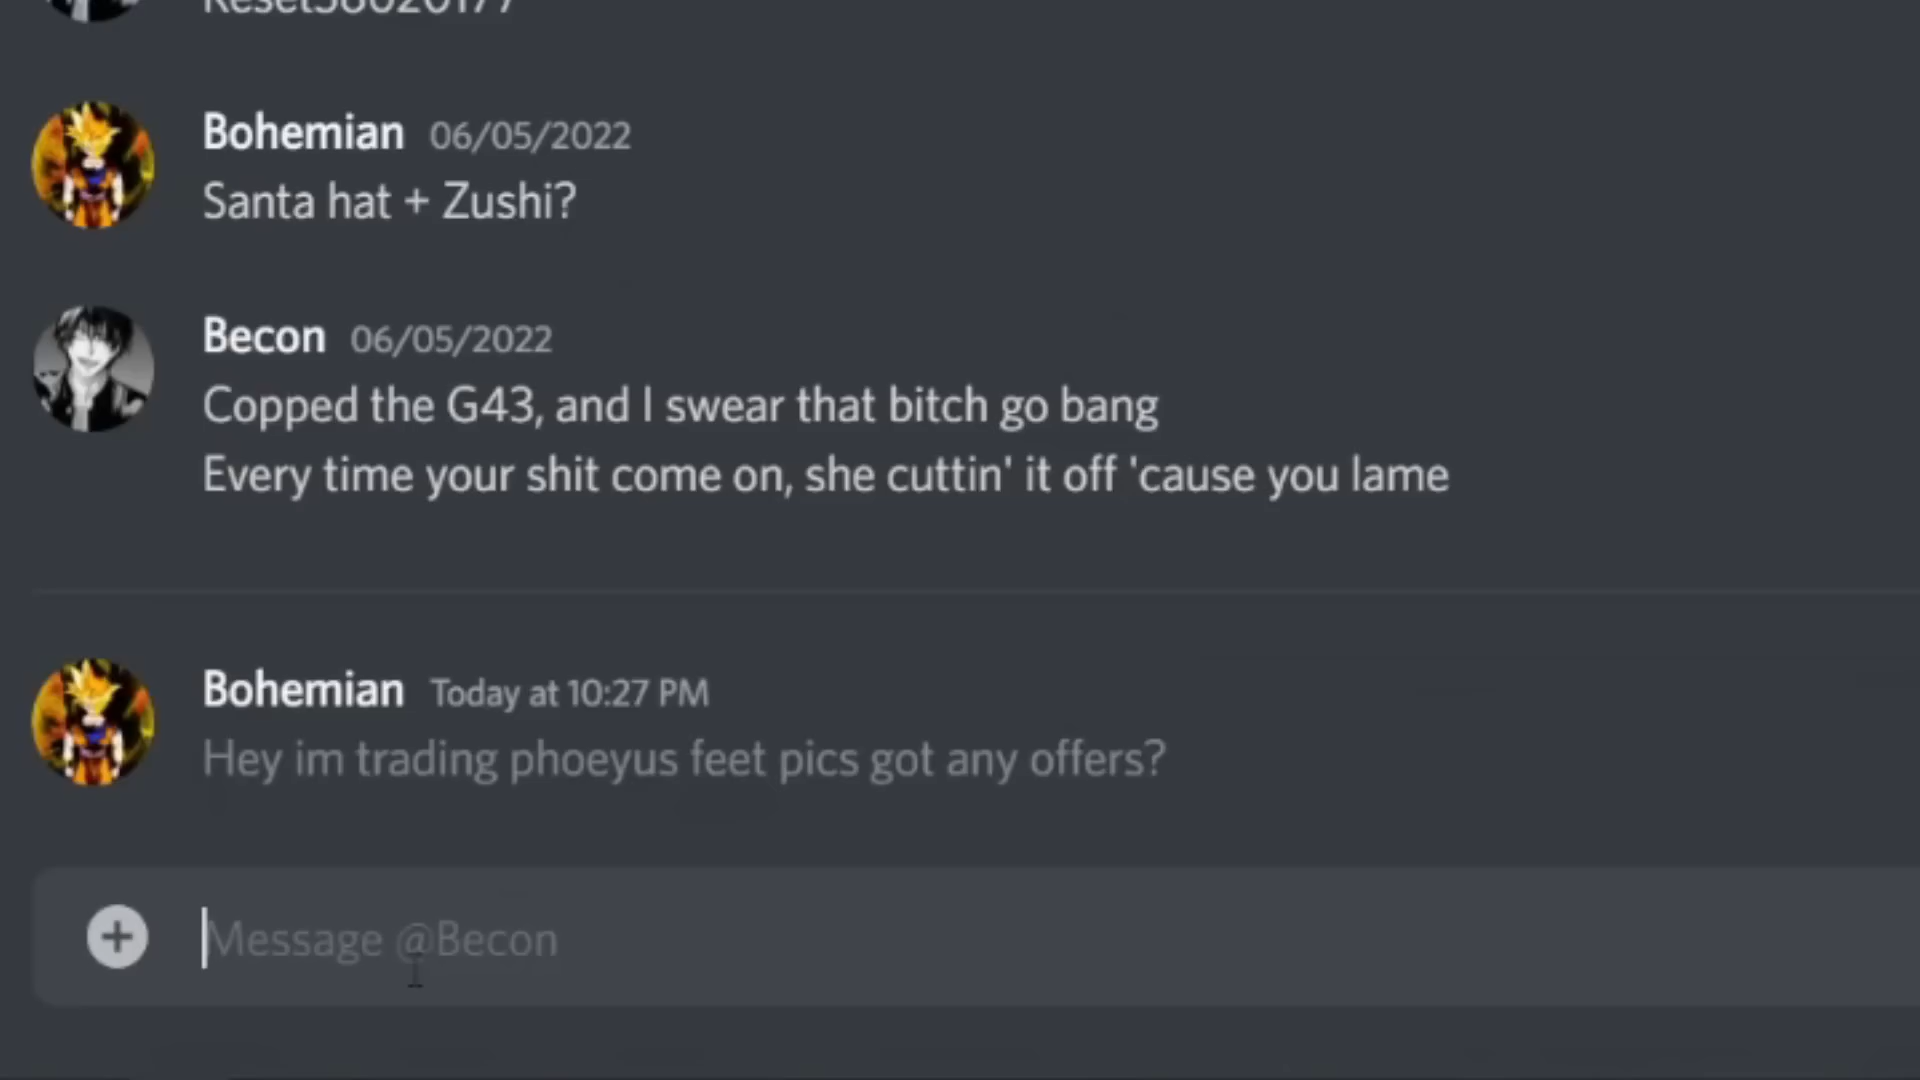 Bohemian 06/05/2022
Santa hat + Zushi?
Becon 06/05/2022
Copped the G43, and I swear that bitch go bang
Every time your shit come on, she cuttin' it off 'cause you lame
Bohemian Today at 10:27 PM
Hey im trading phoeyus feet pics got any offers?
Message @Becon